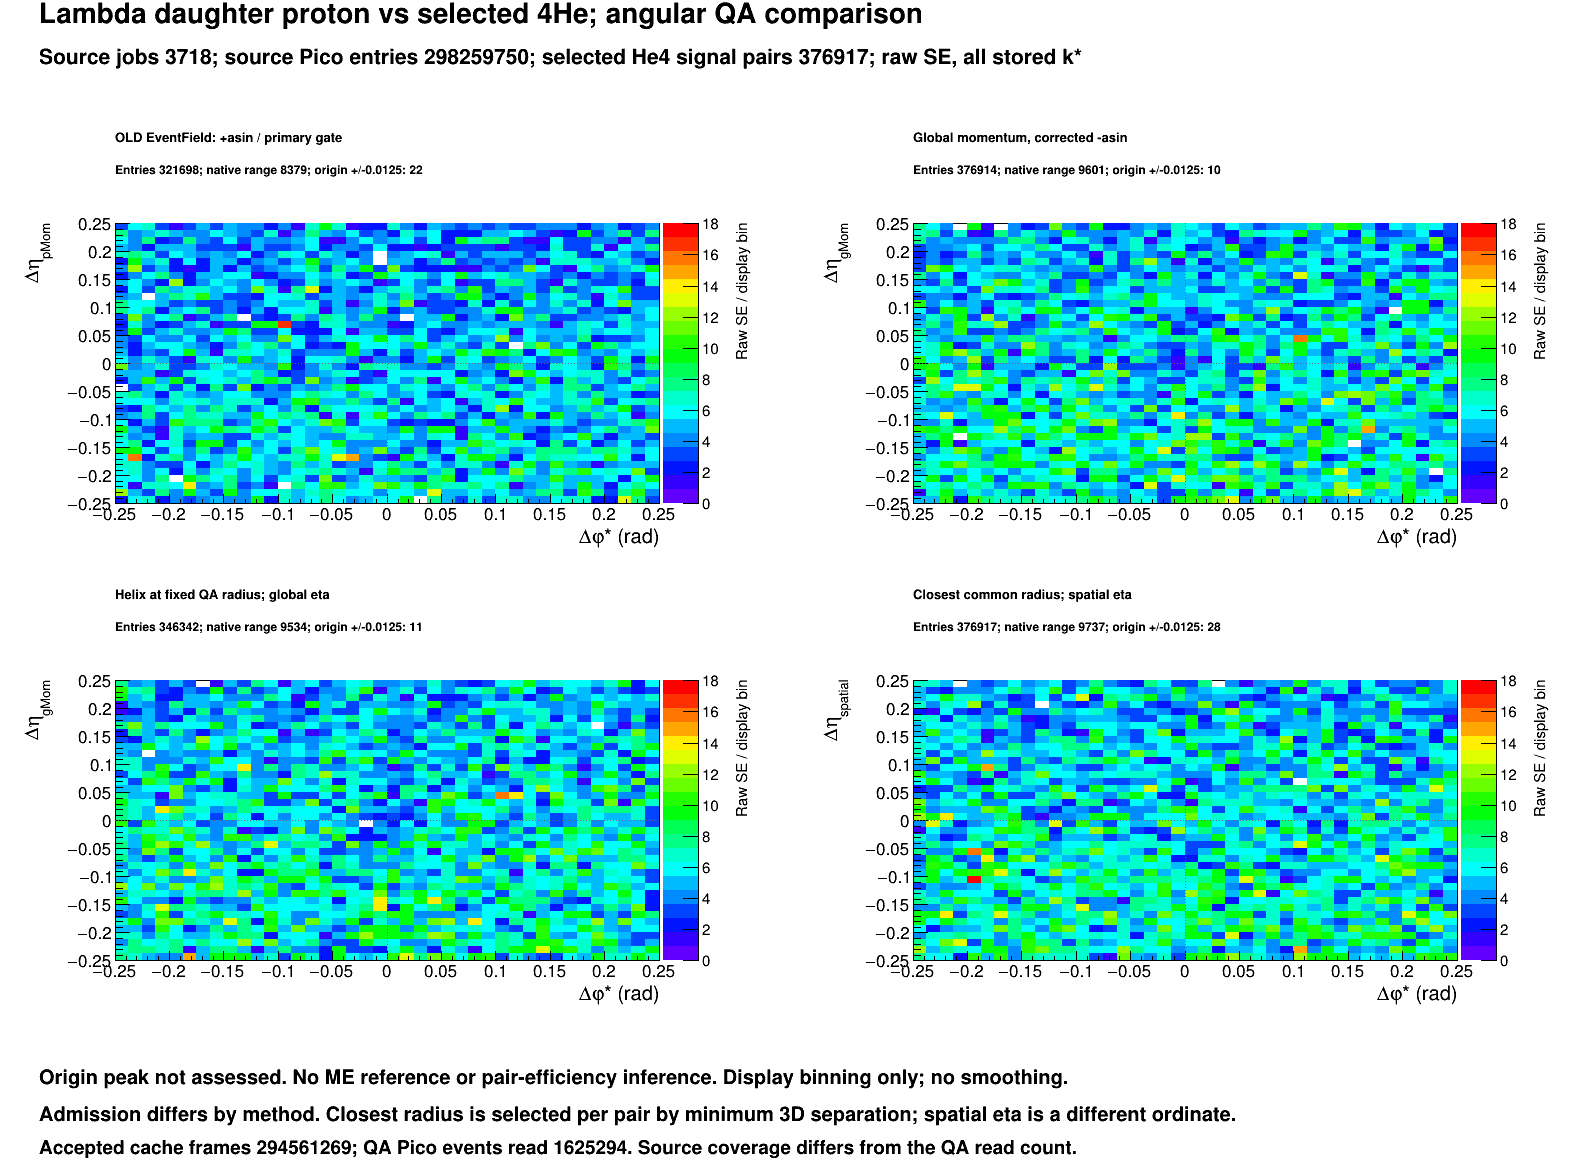 Lambda daughter proton vs selected 4He; angular QA comparison
Source jobs 3718; source Pico entries 298259750; selected He4 signal pairs 376917; raw SE, all stored k*
OLD EventField: +asin / primary gate
Entries 321698; native range 8379; origin +/-0.0125: 22
Δη_pMom
0.25
0.2
0.15
0.1
0.05
0
−0.05
−0.1
−0.15
−0.2
−0.25
−0.25 −0.2 −0.15 −0.1 −0.05 0 0.05 0.1 0.15 0.2 0.25
Δφ* (rad)
18
16
14
12
10
8
6
4
2
0
Raw SE / display bin
Global momentum, corrected -asin
Entries 376914; native range 9601; origin +/-0.0125: 10
Δη_gMom
0.25
0.2
0.15
0.1
0.05
0
−0.05
−0.1
−0.15
−0.2
−0.25
−0.25 −0.2 −0.15 −0.1 −0.05 0 0.05 0.1 0.15 0.2 0.25
Δφ* (rad)
18
16
14
12
10
8
6
4
2
0
Raw SE / display bin
Helix at fixed QA radius; global eta
Entries 346342; native range 9534; origin +/-0.0125: 11
Δη_gMom
0.25
0.2
0.15
0.1
0.05
0
−0.05
−0.1
−0.15
−0.2
−0.25
−0.25 −0.2 −0.15 −0.1 −0.05 0 0.05 0.1 0.15 0.2 0.25
Δφ* (rad)
18
16
14
12
10
8
6
4
2
0
Raw SE / display bin
Closest common radius; spatial eta
Entries 376917; native range 9737; origin +/-0.0125: 28
Δη_spatial
0.25
0.2
0.15
0.1
0.05
0
−0.05
−0.1
−0.15
−0.2
−0.25
−0.25 −0.2 −0.15 −0.1 −0.05 0 0.05 0.1 0.15 0.2 0.25
Δφ* (rad)
18
16
14
12
10
8
6
4
2
0
Raw SE / display bin
Origin peak not assessed. No ME reference or pair-efficiency inference. Display binning only; no smoothing.
Admission differs by method. Closest radius is selected per pair by minimum 3D separation; spatial eta is a different ordinate.
Accepted cache frames 294561269; QA Pico events read 1625294. Source coverage differs from the QA read count.